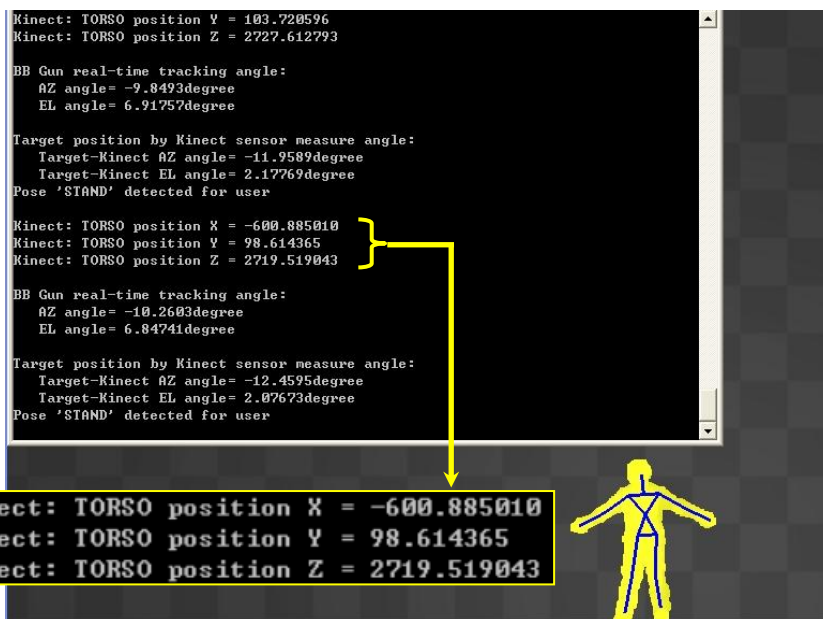 Kinect: TORSO position Y = 103.720596
Kinect: TORSO position Z = 2727.612793
BB Gun real-time tracking angle:
AZ angle= -9.8493degree
EL angle= 6.91757degree
Target position by Kinect sensor measure angle:
Target-Kinect AZ angle= -11.9589degree
Target-Kinect EL angle= 2.17769degree
Pose 'STAND' detected for user
Kinect: TORSO position X = -600.885010
Kinect: TORSO position Y = 98.614365
Kinect: TORSO position Z = 2719.519043
BB Gun real-time tracking angle:
AZ angle= -10.2603degree
EL angle= 6.84741degree
Target position by Kinect sensor measure angle:
Target-Kinect AZ angle= -12.4595degree
Target-Kinect EL angle= 2.07673degree
Pose 'STAND' detected for user
ect: TORSO position X = -600.885010
ect: TORSO position Y = 98.614365
ect: TORSO position Z = 2719.519043